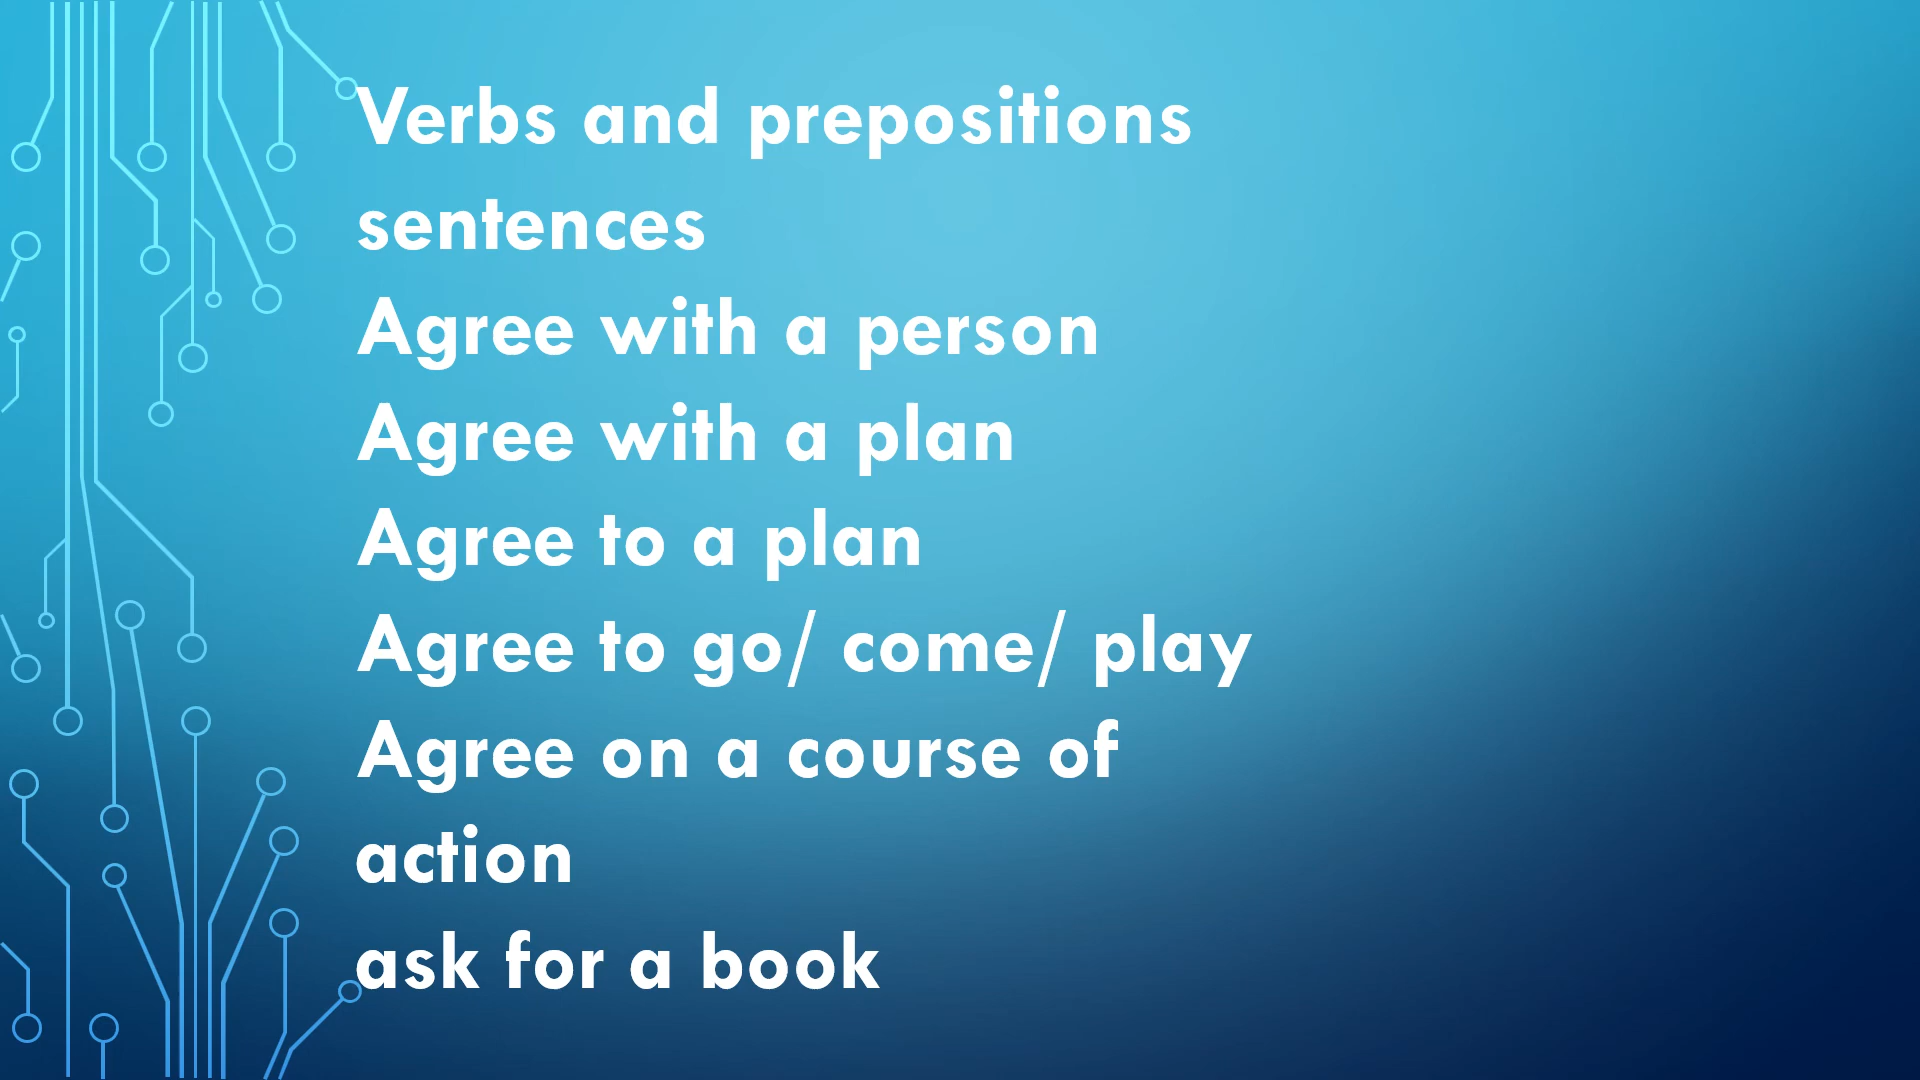 Verbs and prepositions
sentences
Agree with a person
Agree with a plan
Agree to a plan
Agree to go/ come/ play
Agree on a course of
action
ask for a book